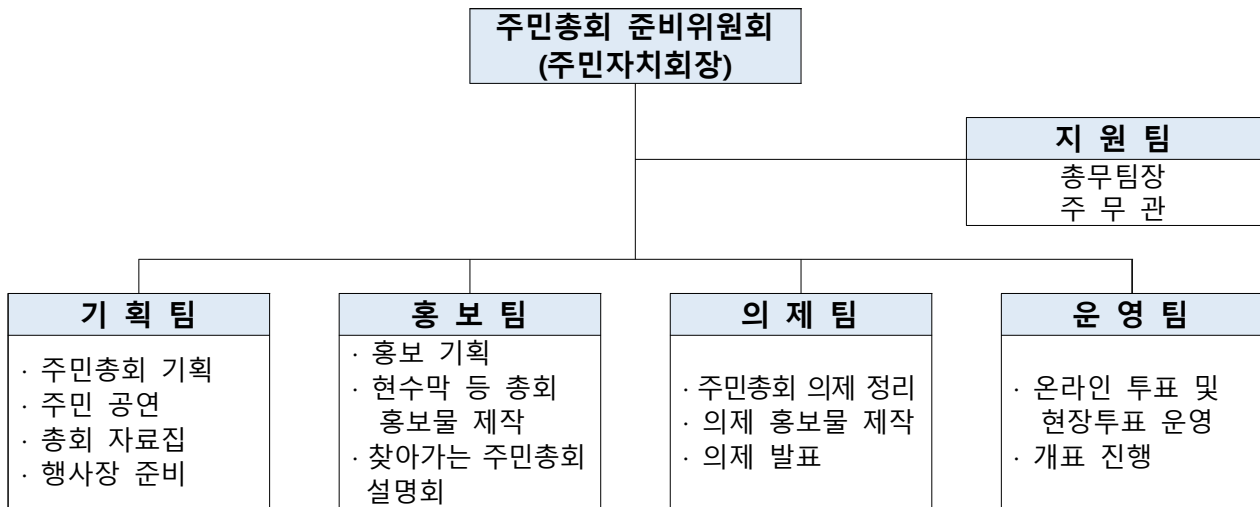 주민총회 준비위원회
(주민자치회장)
지 원 팀
총무팀장
주 무 관
기 획 팀
· 주민총회 기획
· 주민 공연
· 총회 자료집
· 행사장 준비
홍 보 팀
· 홍보 기획
· 현수막 등 총회
홍보물 제작
· 찾아가는 주민총회
설명회
의 제 팀
· 주민총회 의제 정리
· 의제 홍보물 제작
· 의제 발표
운 영 팀
· 온라인 투표 및
현장투표 운영
· 개표 진행